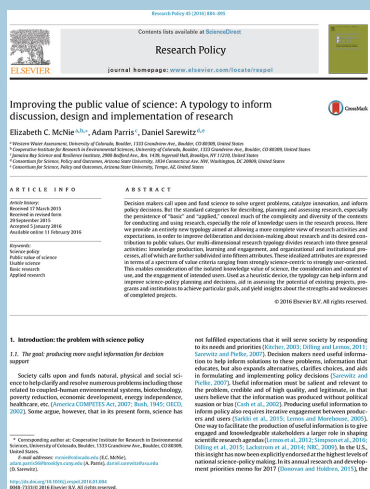 Research Policy 45 (2016) 884–895
Contents lists available at ScienceDirect
Research Policy
journal homepage: www.elsevier.com/locate/respol
ELSEVIER
Improving the public value of science: A typology to inform
discussion, design and implementation of research
CrossMark
Elizabeth C. McNie a,b,*, Adam Parris c, Daniel Sarewitz d,e
a Western Water Assessment, University of Colorado, Boulder, 1333 Grandview Ave., Boulder, CO 80309, United States
b Cooperative Institute for Research in Environmental Sciences, University of Colorado, Boulder, 1333 Grandview Ave., Boulder, CO 80309, United States
c Jamaica Bay Science and Resilience Institute, 2900 Bedford Ave., Rm. 1439, Ingersoll Hall, Brooklyn, NY 11210, United States
d Consortium for Science, Policy and Outcomes, Arizona State University, 1834 Connecticut Ave. NW, Washington, DC 20009, United States
e Consortium for Science, Policy and Outcomes, Arizona State University, Tempe, AZ, United States
ARTICLE INFO
Article history:
Received 17 March 2015
Received in revised form
29 September 2015
Accepted 5 January 2016
Available online 11 February 2016
Keywords:
Science policy
Public value of science
Usable science
Basic research
Applied research
ABSTRACT
Decision makers call upon and fund science to solve urgent problems, catalyze innovation, and inform
policy decisions. But the standard categories for describing, planning and assessing research, especially
the persistence of "basic" and "applied," conceal much of the complexity and diversity of the contexts
for conducting and using research, especially the role of knowledge users in the research process. Here
we provide an entirely new typology aimed at allowing a more complete view of research activities and
expectations, in order to improve deliberation and decision-making about research and its desired con-
tribution to public values. Our multi-dimensional research typology divides research into three general
activities: knowledge production, learning and engagement, and organizational and institutional pro-
cesses, all of which are further subdivided into fifteen attributes. These idealized attributes are expressed
in terms of a spectrum of value criteria ranging from strongly science-centric to strongly user-oriented.
This enables consideration of the isolated knowledge value of science, the consideration and context of
use, and the engagement of intended users. Used as a heuristic device, the typology can help inform and
improve science-policy planning and decisions, aid in assessing the potential of existing projects, pro-
grams and institutions to achieve particular goals, and yield insights about the strengths and weaknesses
of completed projects.
© 2016 Elsevier B.V. All rights reserved.
1. Introduction: the problem with science policy
1.1. The goal: producing more useful information for decision
support
Society calls upon and funds natural, physical and social sci-
ence to help clarify and resolve numerous problems including those
related to coupled-human environmental systems, biotechnology,
poverty reduction, economic development, energy independence,
healthcare, etc. (America COMPETES Act, 2007; Bush, 1945; OECD,
2002). Some argue, however, that in its present form, science has
* Corresponding author at: Cooperative Institute for Research in Environmental
Sciences, University of Colorado, Boulder, 1333 Grandview Ave., Boulder, CO 80309,
United States.
E-mail addresses:
(E.C. McNie),
(A. Parris),
(D. Sarewitz).
http://dx.doi.org/10.1016/j.respol.2016.01.004
0048-7333/© 2016 Elsevier B.V. All rights reserved.
not fulfilled expectations that it will serve society by responding
to its needs and priorities (Kitcher, 2003; Dilling and Lemos, 2011;
Sarewitz and Pielke, 2007). Decision makers need useful informa-
tion to help inform solutions to these problems, information that
educates, but also expands alternatives, clarifies choices, and aids
in formulating and implementing policy decisions (Sarewitz and
Pielke, 2007). Useful information must be salient and relevant to
the problem, credible and of high quality, and legitimate, in that
users believe that the information was produced without political
suasion or bias (Cash et al., 2002). Producing useful information to
inform policy also requires iterative engagement between produc-
ers and users (Sarkki et al., 2015; Lemos and Morehouse, 2005).
One way to facilitate the production of useful information is to give
engaged and knowledgeable stakeholders a larger role in shaping
scientific research agendas (Lemos et al., 2012; Simpson et al., 2016;
Dilling et al., 2015; Lackstrom et al., 2014; NRC, 2009). In the U.S.,
this insight has now been explicitly endorsed at the highest levels of
national science-policy making. In its annual research and develop-
ment priorities memo for 2017 (Donovan and Holdren, 2015), the